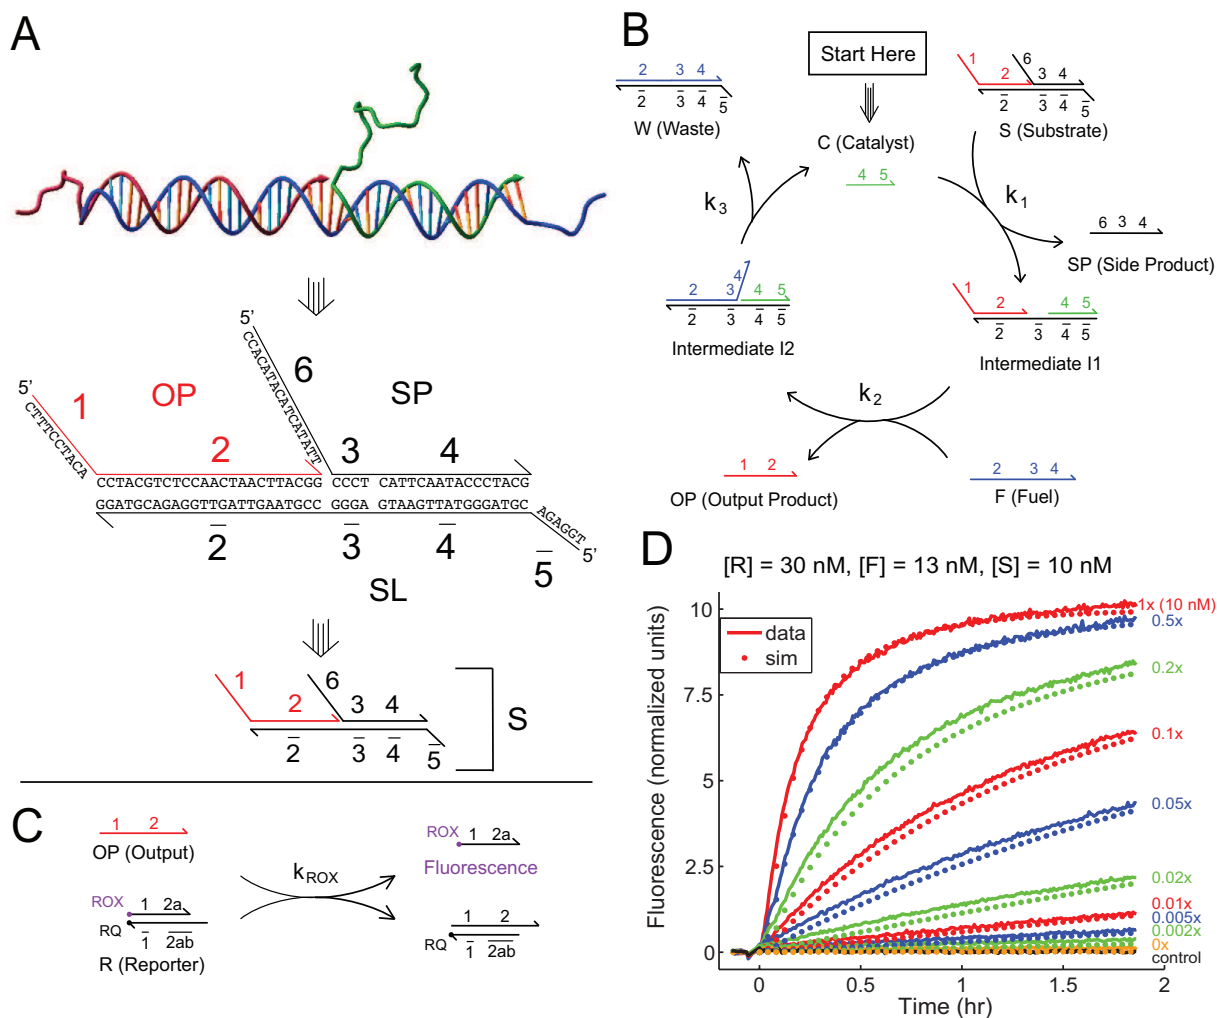 A
5'
CTTTCCTACA
1
OP
2
5'
CCACATACATCATATT
6
SP
3
4
CCTACGTCTCCAACTAACTTACGG CCCT CATTCAATACCCTACG
GGATGCAGAGGTTGATTGAATGCC GGGA GTAAGTTATGGGATGC
AGAGGT
5'
2
3
4
5
SL
1
2
6
3
4
S
2
3
4
5
B
Start Here
2 3 4
2 3 4 5
W (Waste)
C (Catalyst)
4 5
1 2 6 3 4
2 3 4 5
S (Substrate)
k1
6 3 4
SP (Side Product)
k3
2 3 4 4 5
2 3 4 5
Intermediate I2
1 2 4 5
2 3 4 5
Intermediate I1
k2
1 2
OP (Output Product)
2 3 4
F (Fuel)
C
1 2
OP (Output)
ROX 1 2a
RQ 1 2ab
R (Reporter)
kROX
ROX 1 2a
Fluorescence
1 2
RQ 1 2ab
D
[R] = 30 nM, [F] = 13 nM, [S] = 10 nM
Fluorescence (normalized units)
10
7.5
5
2.5
0
data
sim
1x (10 nM)
0.5x
0.2x
0.1x
0.05x
0.02x
0.01x
0.005x
0.002x
0x
control
0 0.5 1 1.5 2
Time (hr)